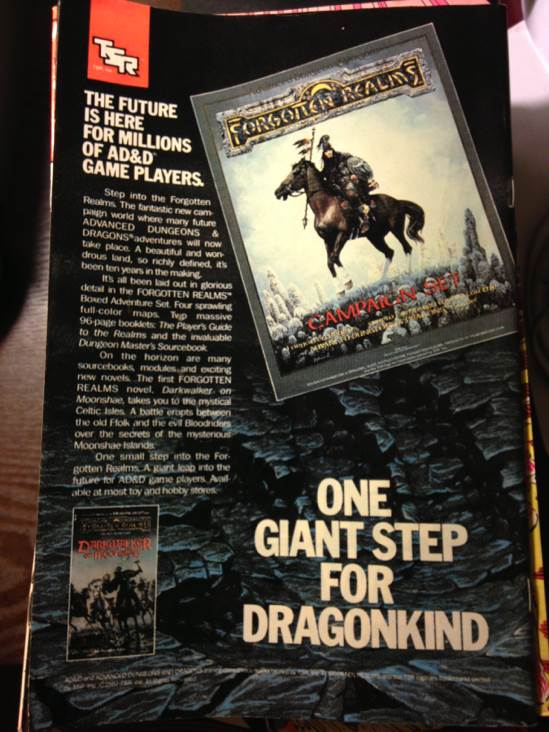 TSR
THE FUTURE
IS HERE
FOR MILLIONS
OF AD&D™
GAME PLAYERS.
Step into the Forgotten
Realms. The fantastic new cam-
paign world where many future
ADVANCED DUNGEONS &
DRAGONS® adventures will now
take place. A beautiful and won-
drous land, so richly defined, it's
been ten years in the making.
It's all been laid out in glorious
detail in the FORGOTTEN REALMS™
Boxed Adventure Set. Four sprawling
full-color maps. Two massive
96-page booklets: The Player's Guide
to the Realms and the invaluable
Dungeon Master's Sourcebook.
On the horizon are many
sourcebooks, modules and exciting
new novels. The first FORGOTTEN
REALMS novel, Darkwalker on
Moonshae, takes you to the mystical
Celtic Isles. A battle erupts between
the old Ffolk and the evil Bloodriders
over the secrets of the mysterious
Moonshae Islands.
One small step into the For-
gotten Realms. A giant leap into the
future for AD&D game players. Avail-
able at most toy and hobby stores.
FORGOTTEN REALMS
CAMPAIGN SET
FORGOTTEN REALMS
DARKWALKER
ON MOONSHAE
ONE
GIANT STEP
FOR
DRAGONKIND